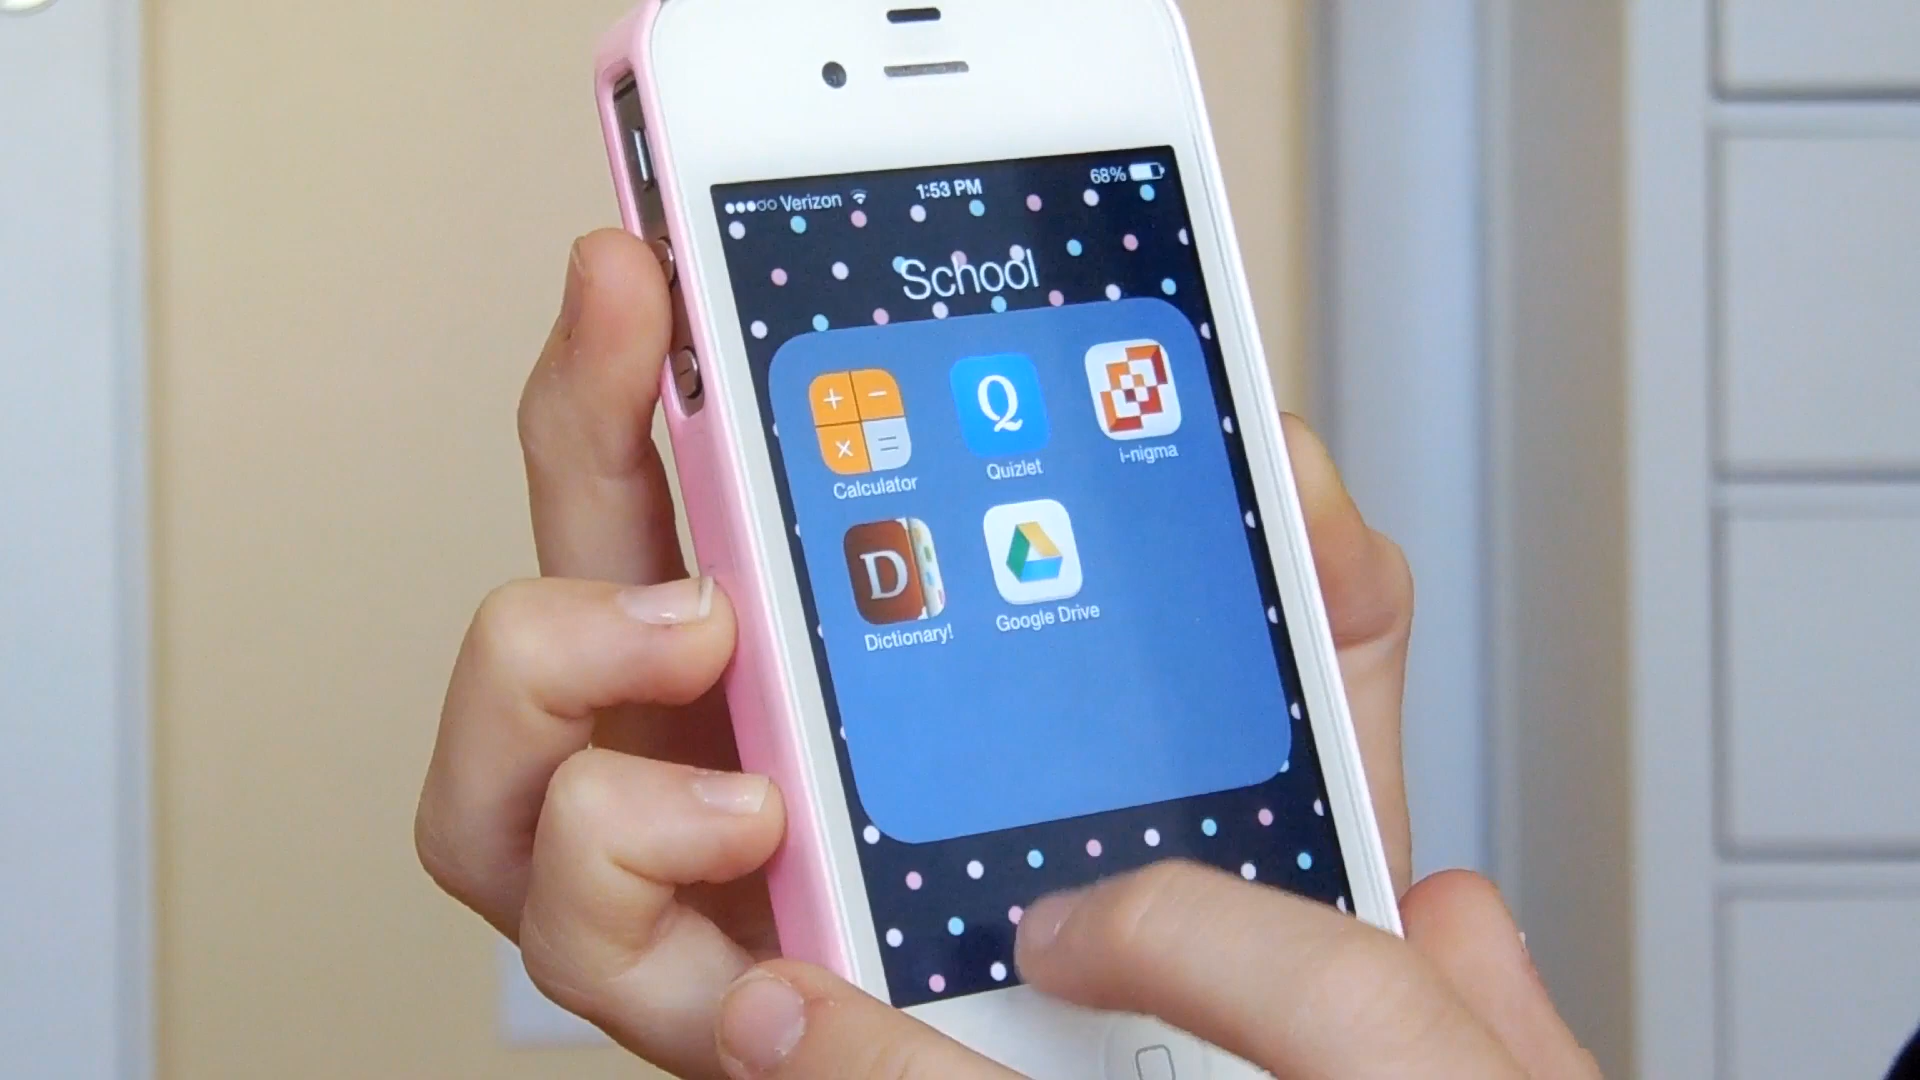 Verizon 1:53 PM 68%
School
Calculator Quizlet i-nigma
Q
D
Dictionary! Google Drive